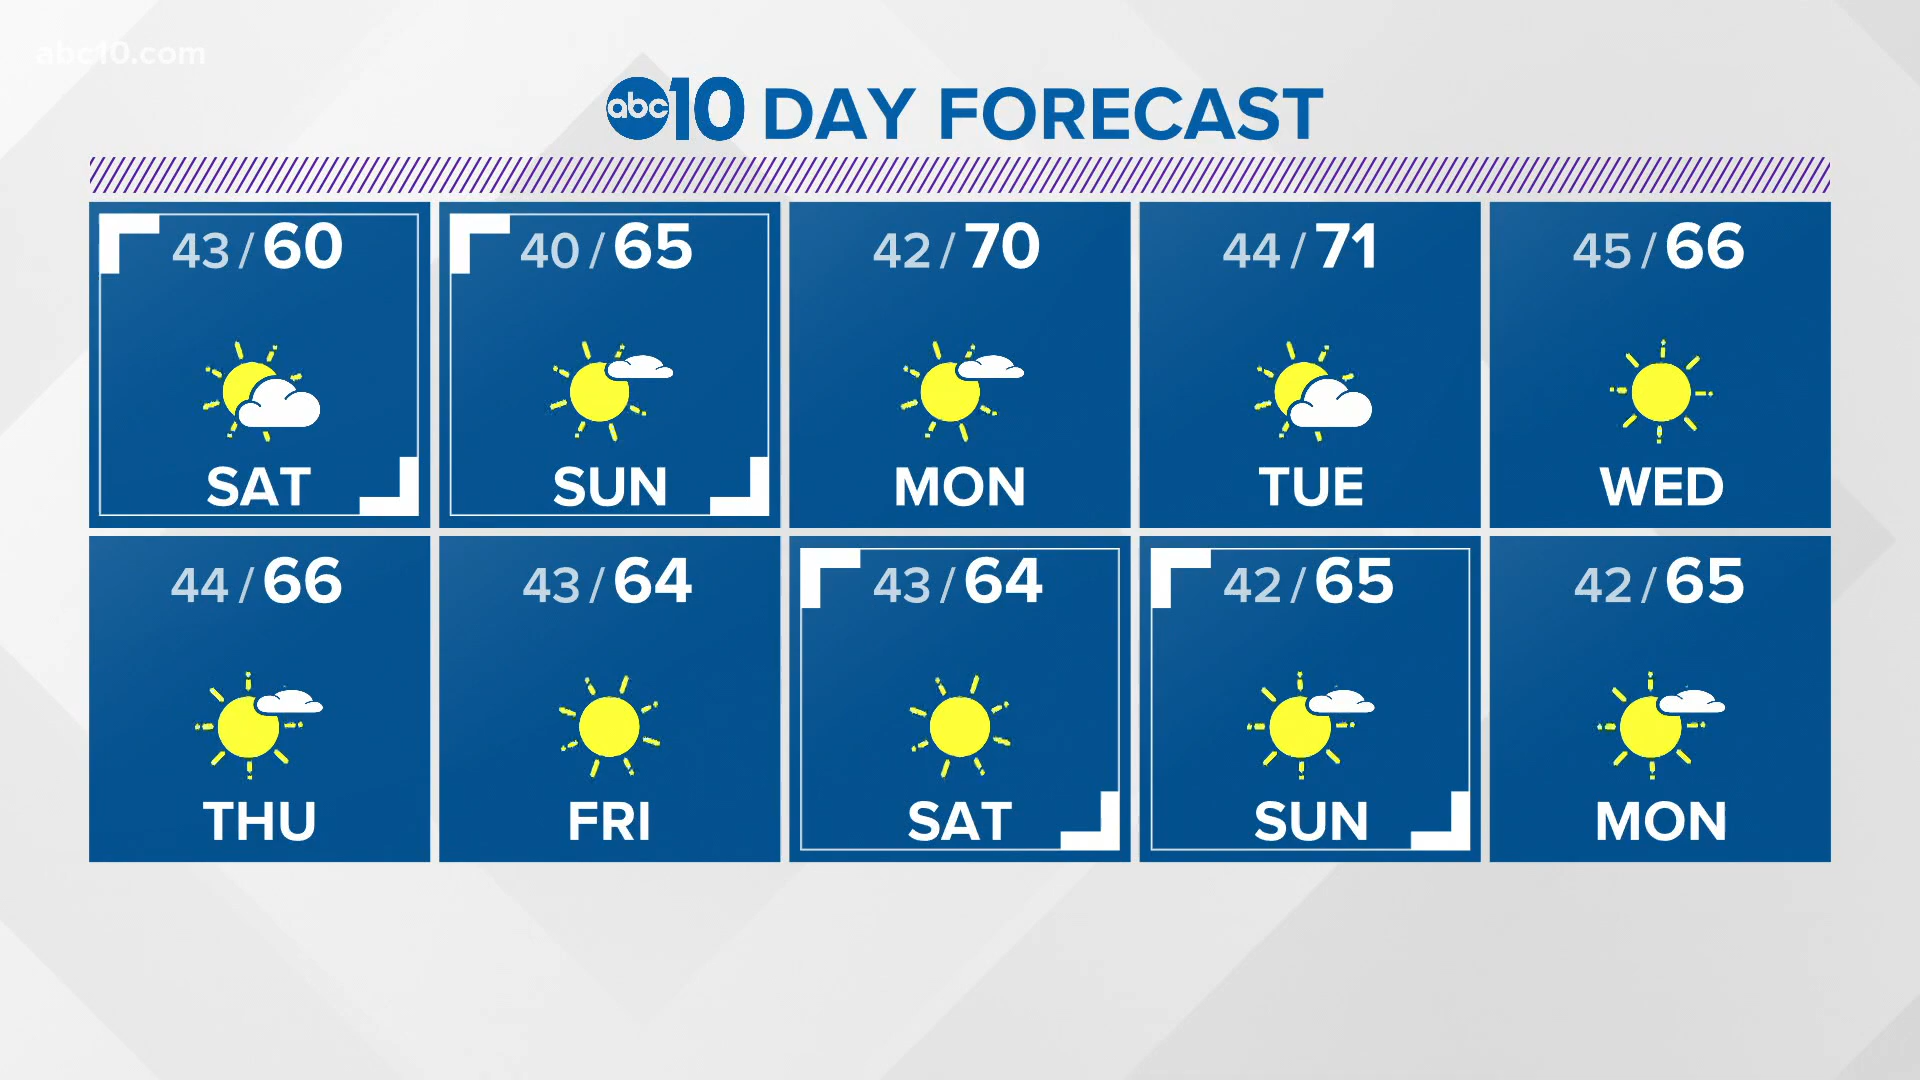 abc10.com
abc10 DAY FORECAST
43/60 40/65 42/70 44/71 45/66
SAT SUN MON TUE WED
44/66 43/64 43/64 42/65 42/65
THU FRI SAT SUN MON